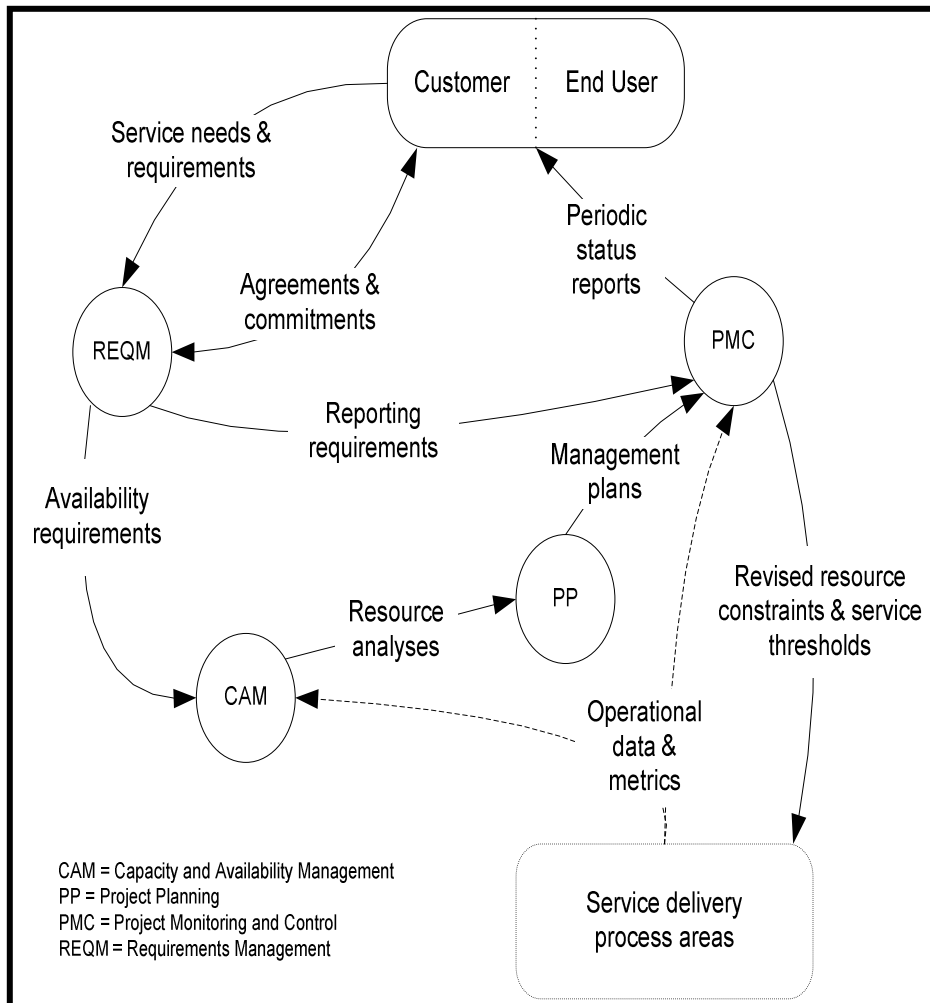 Customer
End User
Service needs &
requirements
Periodic
status
reports
Agreements &
commitments
REQM
PMC
Reporting
requirements
Management
plans
Availability
requirements
PP
Revised resource
constraints & service
thresholds
Resource
analyses
CAM
Operational
data &
metrics
CAM = Capacity and Availability Management
PP = Project Planning
PMC = Project Monitoring and Control
REQM = Requirements Management
Service delivery
process areas